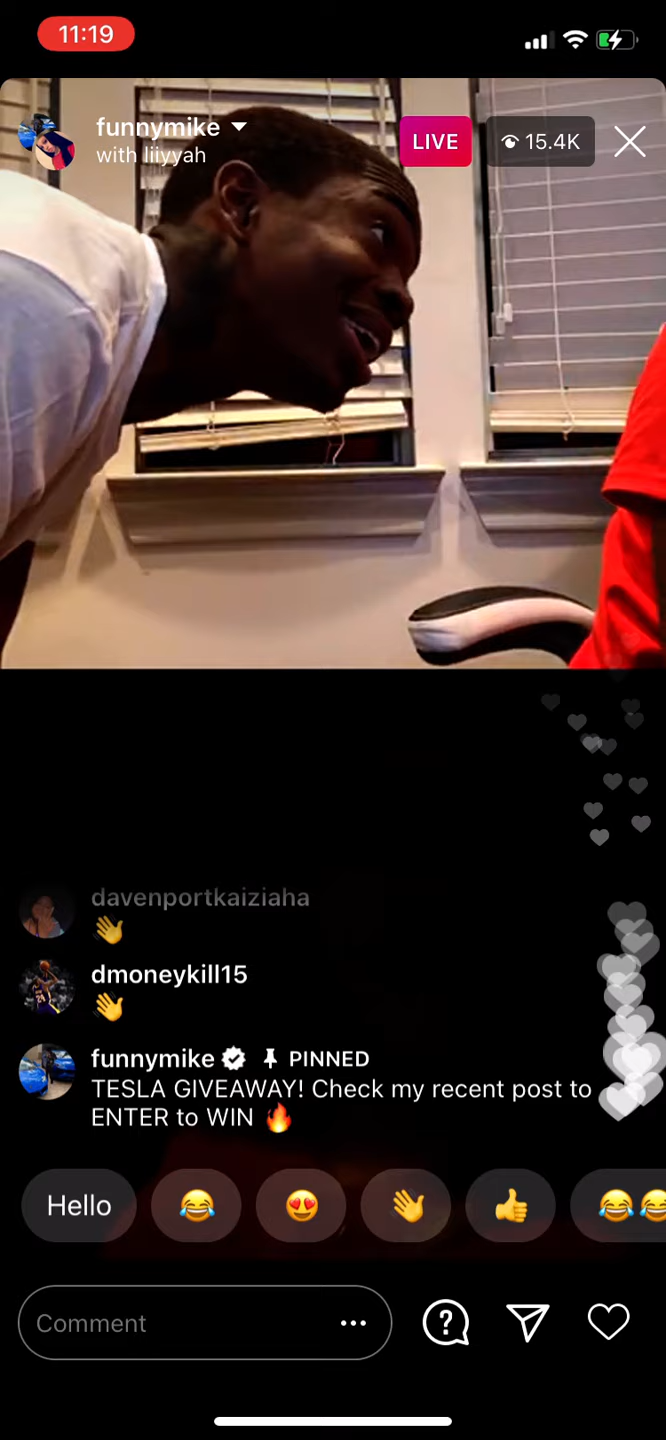 11:19
funnymike
with liiyyah
LIVE
15.4K
davenportkaiziaha
👋
dmoneykill15
👋
funnymike PINNED
TESLA GIVEAWAY! Check my recent post to
ENTER to WIN 🔥
Hello 😂 😍 👋 👍 😂😂
Comment